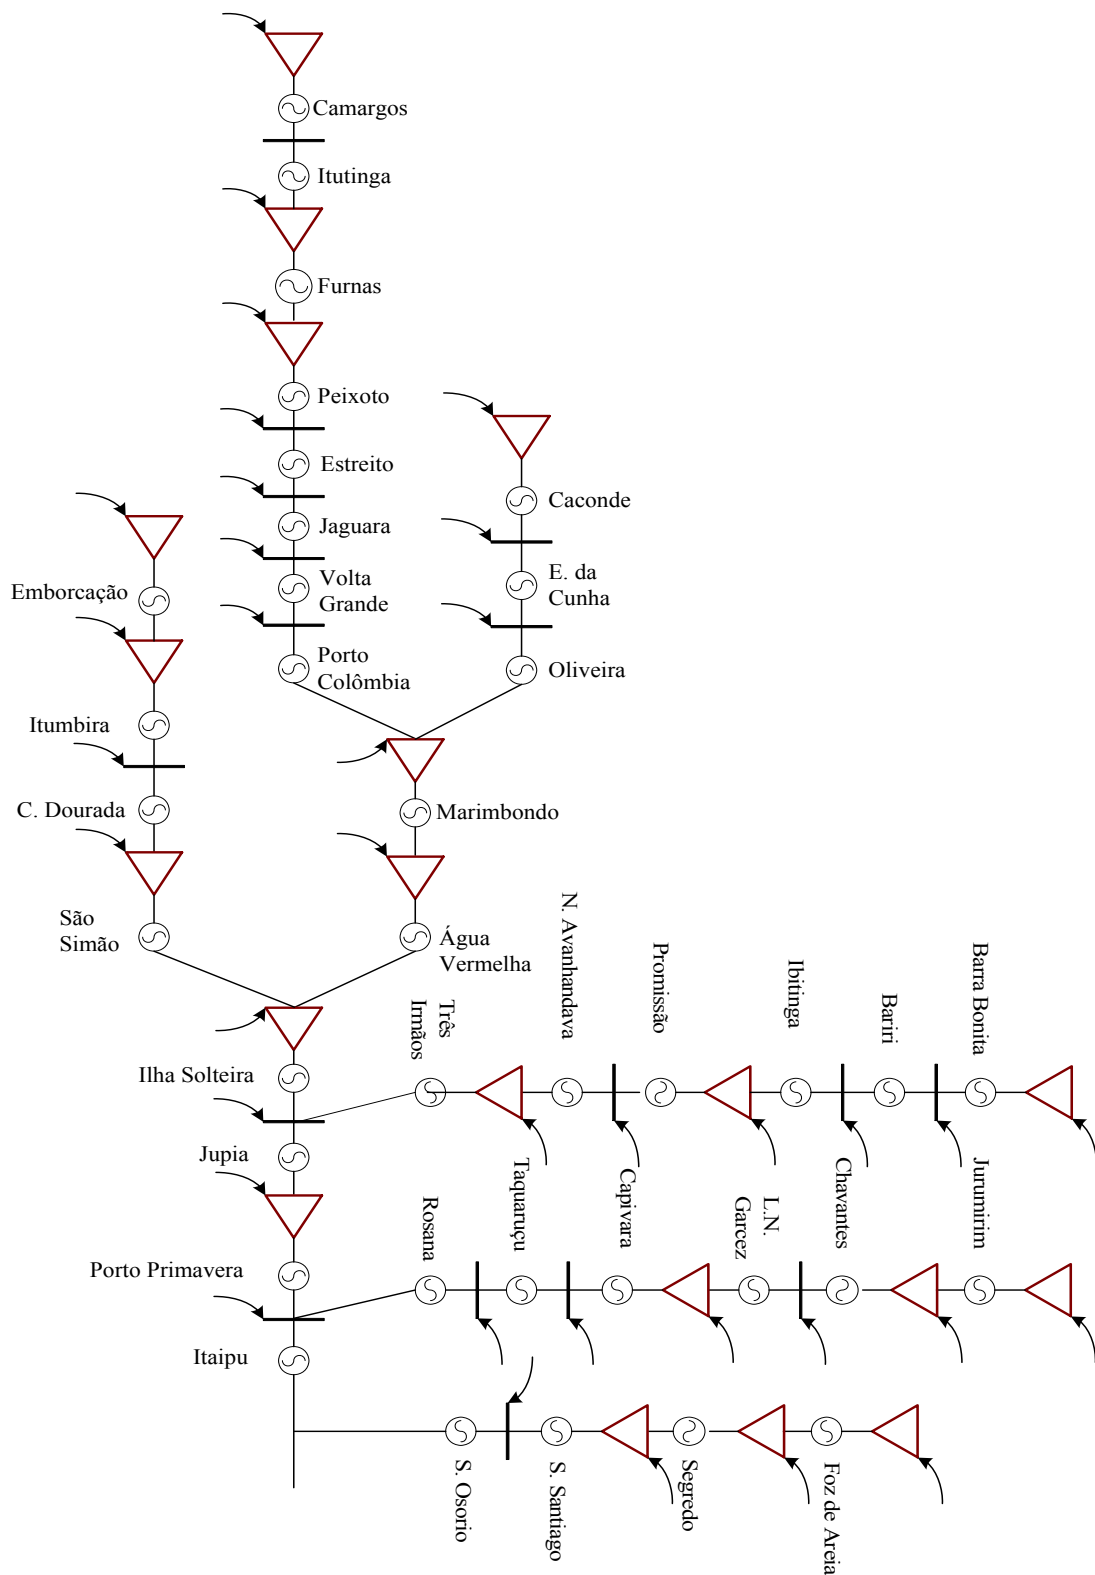 Camargos
Itutinga
Furnas
Peixoto
Estreito
Jaguara
Volta
Grande
Porto
Colômbia
Caconde
E. da
Cunha
Oliveira
Emborcação
Itumbira
C. Dourada
São
Simão
Marimbondo
Água
Vermelha
Ilha Solteira
Jupia
Porto Primavera
Itaipu
Três
Irmãos
N. Avanhandava
Promissão
Ibitinga
Bariri
Barra Bonita
Rosana
Taquaruçu
Capivara
L.N.
Garcez
Chavantes
Jurumirim
S. Osorio
S. Santiago
Segredo
Foz de Areia